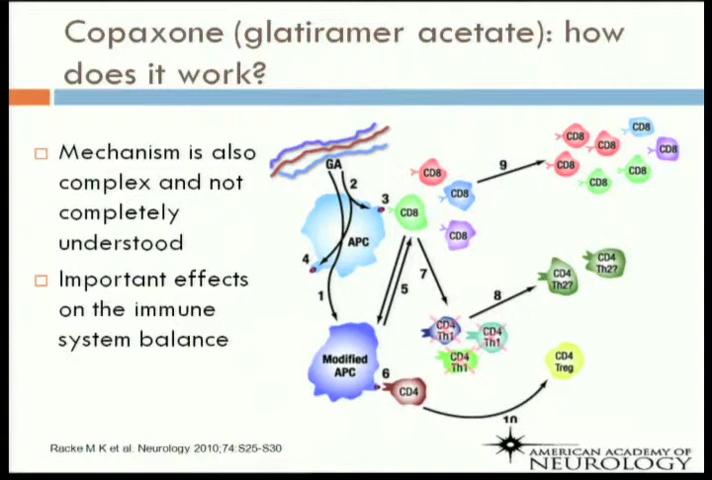 Copaxone (glatiramer acetate): how
does it work?
Mechanism is also
complex and not
completely
understood
Important effects
on the immune
system balance
GA
2
3
4
1
APC
CD8
CD8
CD8
CD8
9
CD8
CD8
CD8
CD8
CD8
CD8
CD8
5
7
8
CD4
Th1
CD4
Th1
CD4
Th1
CD4
Th2?
CD4
Th2?
Modified
APC
6
CD4
10
CD4
Treg
Racke M K et al. Neurology 2010;74:S25-S30
AMERICAN ACADEMY OF
NEUROLOGY